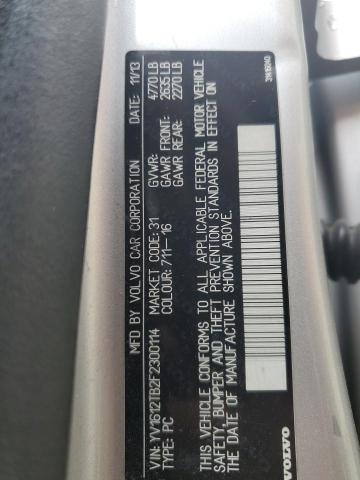 MFD BY VOLVO CAR CORPORATION DATE: 11/13
VIN: YV1612TB2F2300114 MARKET CODE: 31 GVWR: 4770 LB
TYPE: PC COLOUR: 711-16 GAWR FRONT: 2635 LB
GAWR REAR: 2270 LB
THIS VEHICLE CONFORMS TO ALL APPLICABLE FEDERAL MOTOR VEHICLE
SAFETY, BUMPER AND THEFT PREVENTION STANDARDS IN EFFECT ON
THE DATE OF MANUFACTURE SHOWN ABOVE.
VOLVO